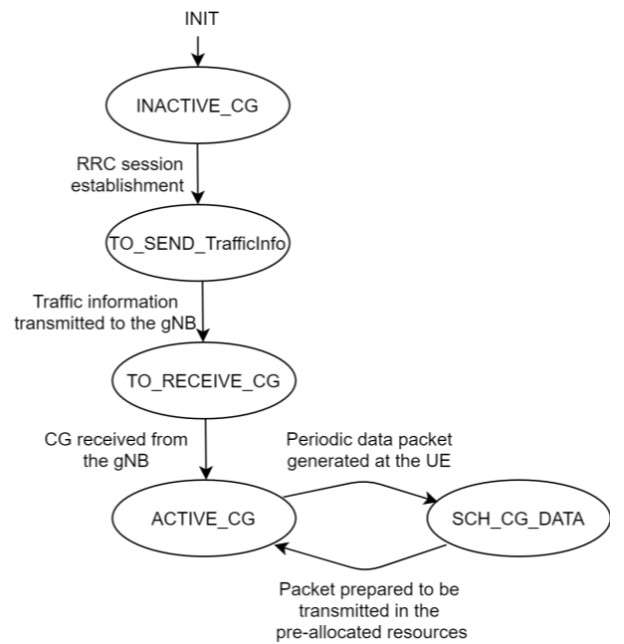 INIT
INACTIVE_CG
RRC session
establishment
TO_SEND_TrafficInfo
Traffic information
transmitted to the gNB
TO_RECEIVE_CG
CG received from
the gNB
Periodic data packet
generated at the UE
ACTIVE_CG
SCH_CG_DATA
Packet prepared to be
transmitted in the
pre-allocated resources